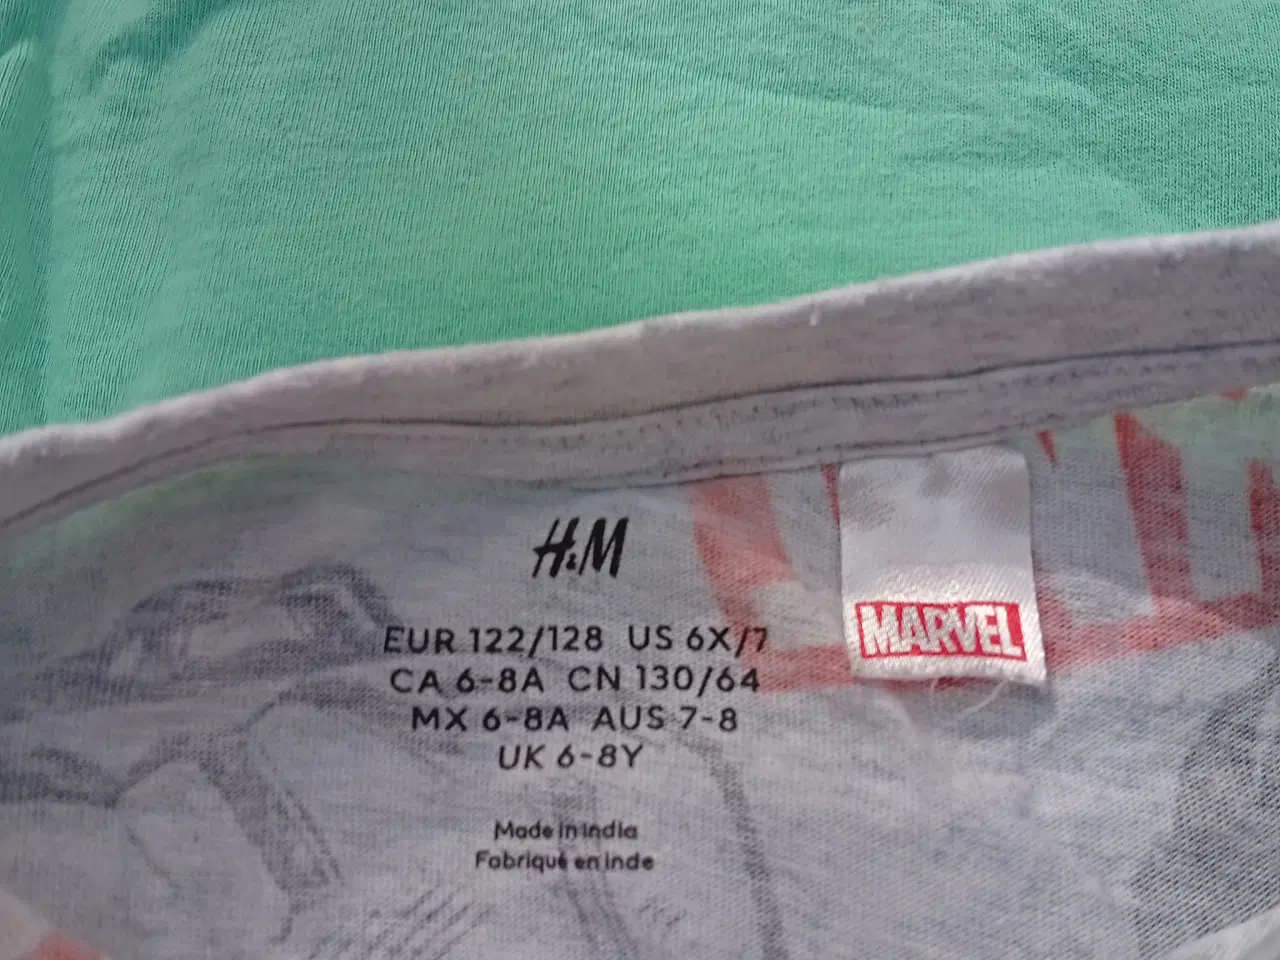 H&M
EUR 122/128 US 6X/7
CA 6-8A CN 130/64
MX 6-8A AUS 7-8
UK 6-8Y
Made in India
Fabriqué en inde
MARVEL